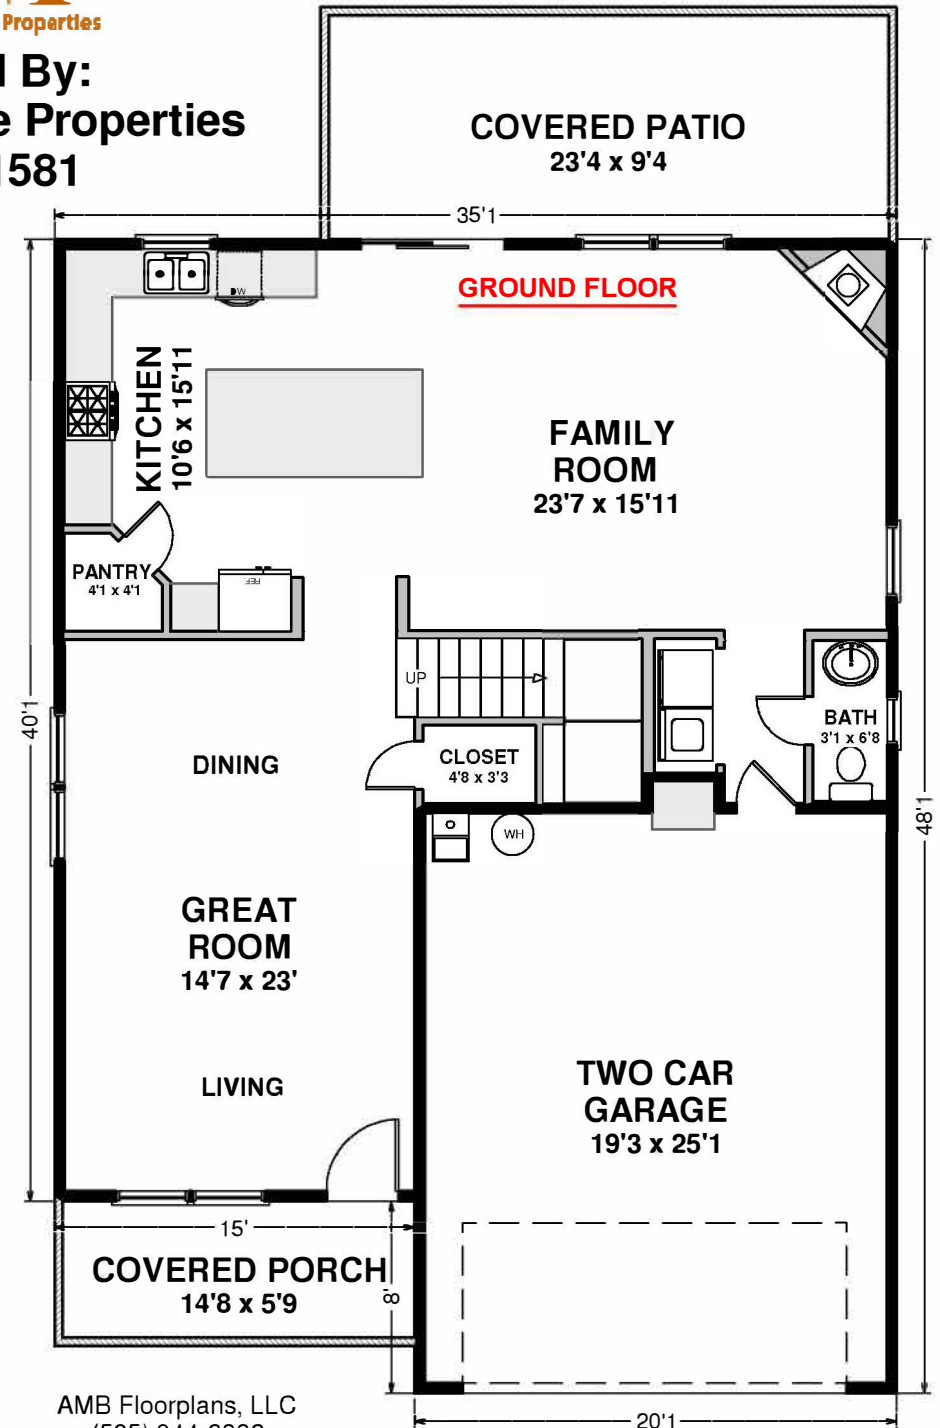 Properties
By:
Properties
1581
COVERED PATIO
23'4 x 9'4
35'1
GROUND FLOOR
DW
KITCHEN
10'6 x 15'11
FAMILY
ROOM
23'7 x 15'11
PANTRY
4'1 x 4'1
REF.
UP
40'1
48'1
DINING
CLOSET
4'8 x 3'3
BATH
3'1 x 6'8
WH
GREAT
ROOM
14'7 x 23'
LIVING
TWO CAR
GARAGE
19'3 x 25'1
15'
COVERED PORCH
14'8 x 5'9
8'
AMB Floorplans, LLC
20'1